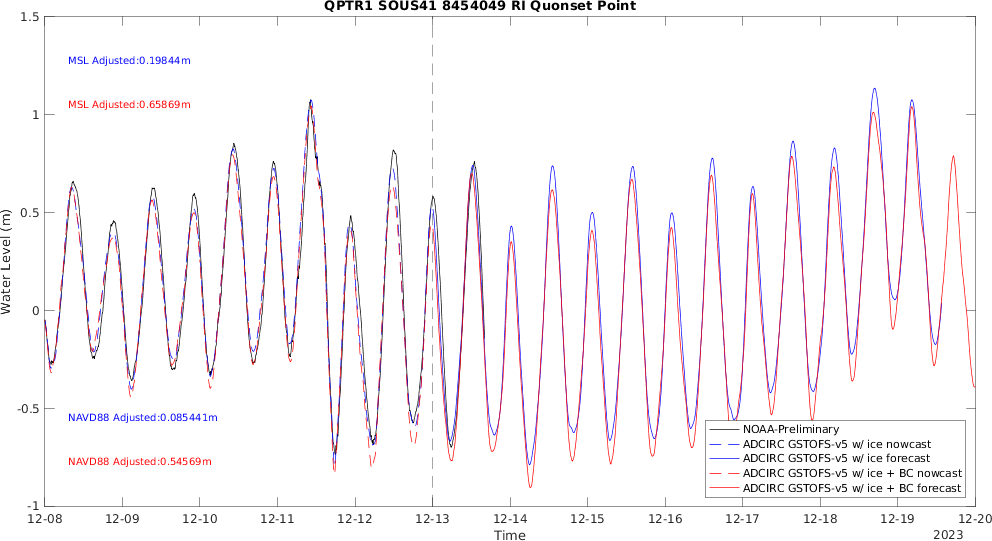 QPTR1 SOUS41 8454049 RI Quonset Point
1.5
1
0.5
0
-0.5
-1
Water Level (m)
MSL Adjusted:0.19844m
MSL Adjusted:0.65869m
NAVD88 Adjusted:0.085441m
NAVD88 Adjusted:0.54569m
NOAA-Preliminary
ADCIRC GSTOFS-v5 w/ ice nowcast
ADCIRC GSTOFS-v5 w/ ice forecast
ADCIRC GSTOFS-v5 w/ ice + BC nowcast
ADCIRC GSTOFS-v5 w/ ice + BC forecast
12-08 12-09 12-10 12-11 12-12 12-13 12-14 12-15 12-16 12-17 12-18 12-19 12-20
Time
2023